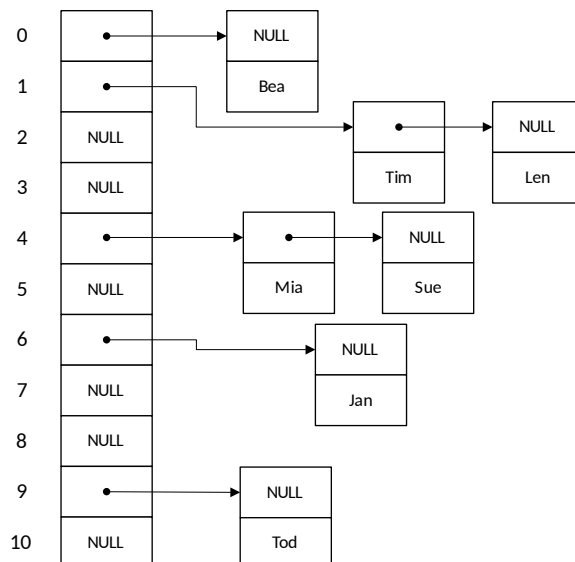 0 NULL
1 Bea
2 NULL NULL
3 NULL Tim Len
4 NULL
5 NULL Mia Sue
6 NULL
7 NULL Jan
8 NULL
9 NULL
10 NULL Tod